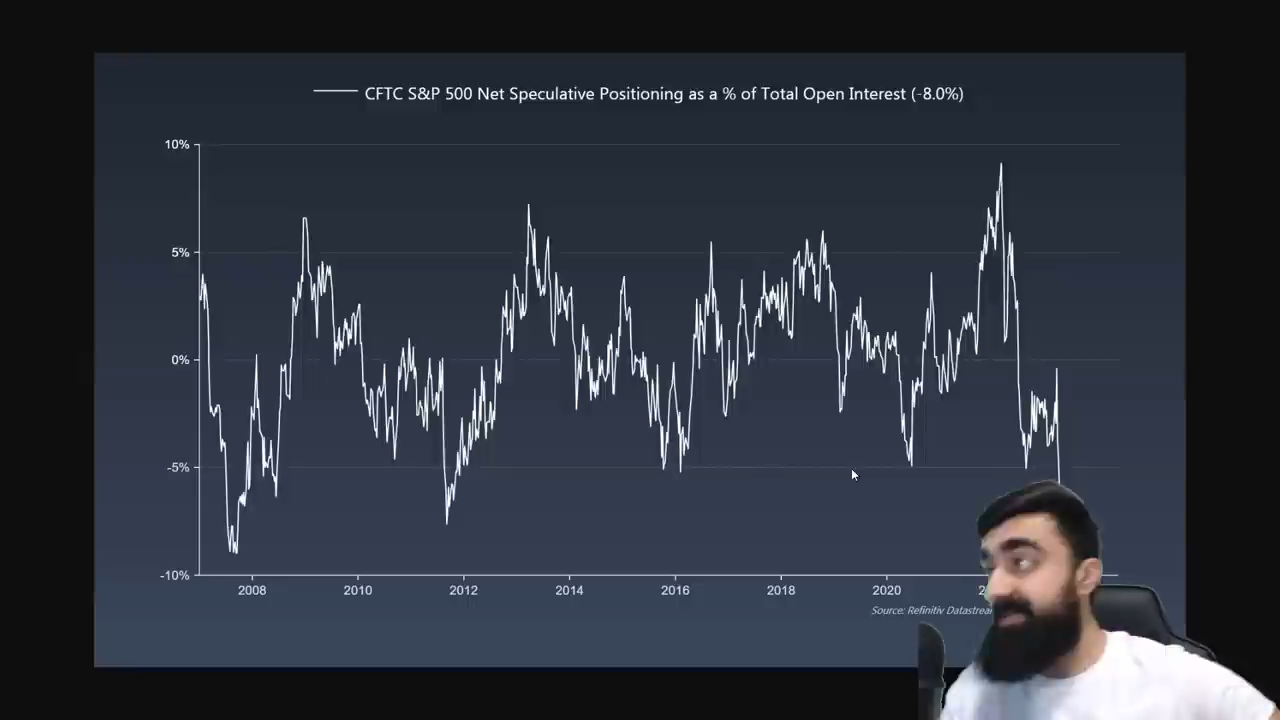 CFTC S&P 500 Net Speculative Positioning as a % of Total Open Interest (-8.0%)
10%
5%
0%
-5%
-10%
2008 2010 2012 2014 2016 2018 2020
Source: Refinitiv